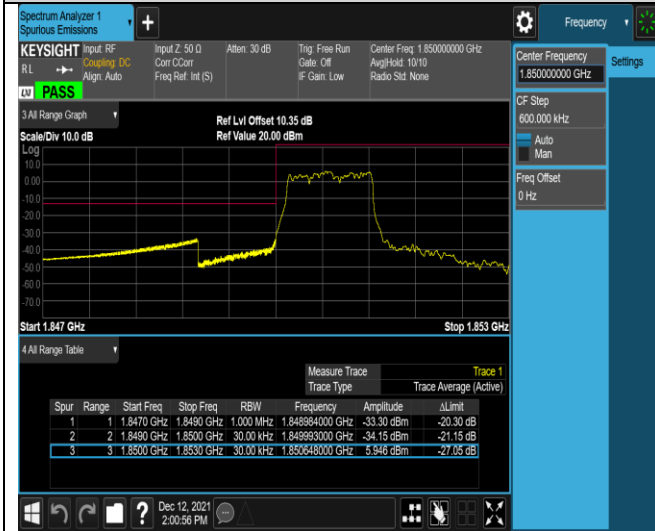 Spectrum Analyzer 1
Spurious Emissions
+
Frequency
KEYSIGHT Input: RF Input Z: 50 Ω Atten: 30 dB Trig: Free Run Center Freq: 1.850000000 GHz
RL Coupling: DC Corr CCorr Gate: Off Avg|Hold: 10/10
Align: Auto Freq Ref: Int (S) IF Gain: Low Radio Std: None
LXI PASS
Center Frequency
1.850000000 GHz
Settings
CF Step
600.000 kHz
Auto
Man
Freq Offset
0 Hz
3 All Range Graph
Ref Lvl Offset 10.35 dB
Scale/Div 10.0 dB Ref Value 20.00 dBm
Log
10.0
0.00
-10.0
-20.0
-30.0
-40.0
-50.0
-60.0
-70.0
Start 1.847 GHz Stop 1.853 GHz
4 All Range Table
Measure Trace Trace 1
Trace Type Trace Average (Active)
Spur Range Start Freq Stop Freq RBW Frequency Amplitude ΔLimit
1 1 1.8470 GHz 1.8490 GHz 1.000 MHz 1.848984000 GHz -33.30 dBm -20.30 dB
2 2 1.8490 GHz 1.8500 GHz 30.00 kHz 1.849993000 GHz -34.15 dBm -21.15 dB
3 3 1.8500 GHz 1.8530 GHz 30.00 kHz 1.850648000 GHz 5.946 dBm -27.05 dB
?
Dec 12, 2021
2:00:56 PM